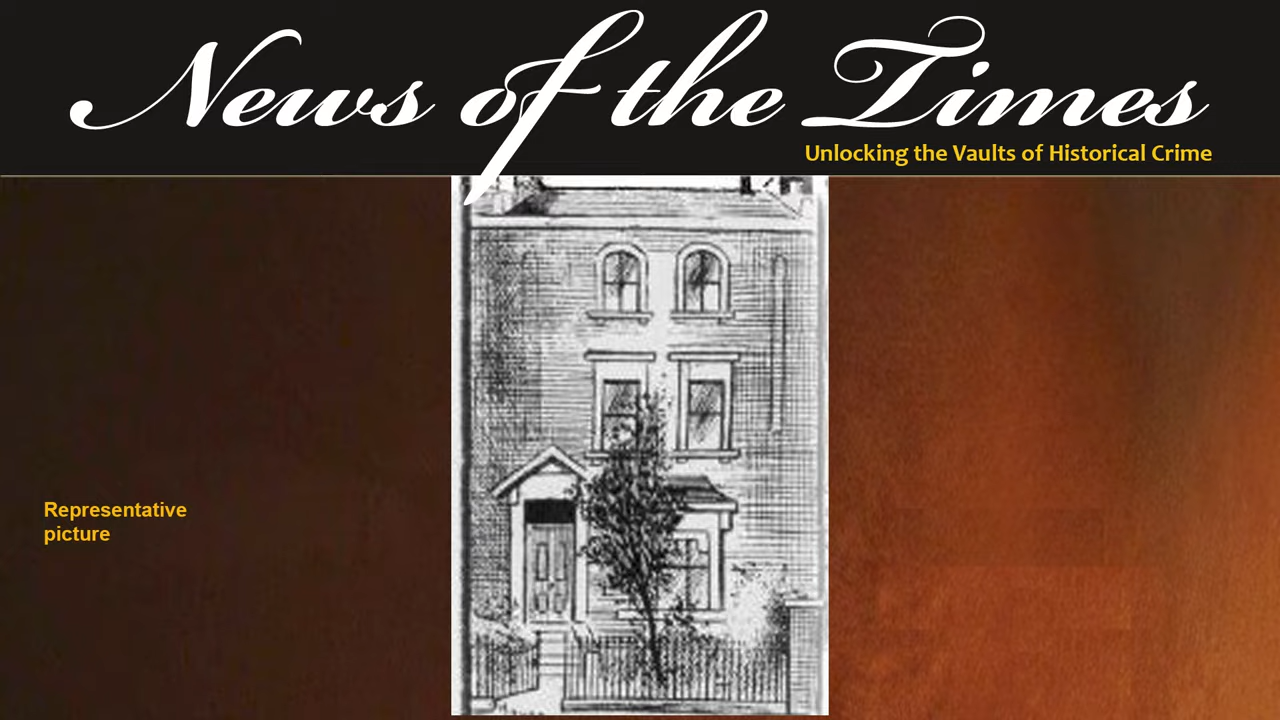 News of the Times
Unlocking the Vaults of Historical Crime
Representative
picture